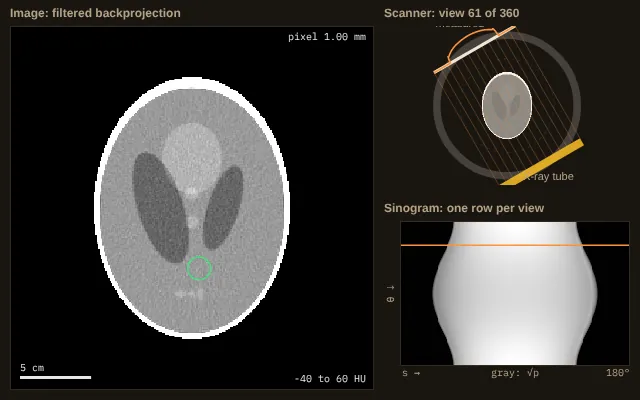 Image: filtered backprojection
pixel 1.00 mm
5 cm
-40 to 60 HU
Scanner: view 61 of 360
-ray tube
Sinogram: one row per view
θ →
s →
gray: √p
180°